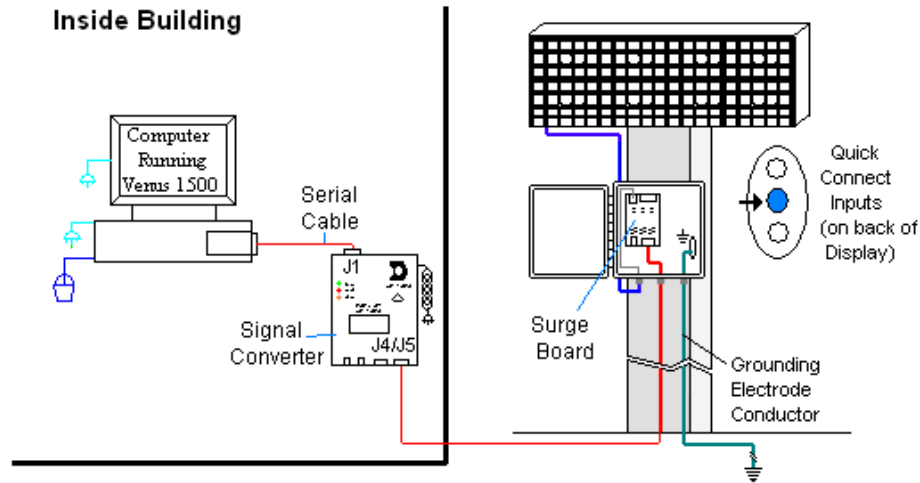 Inside Building
Computer
Running
Venus 1500
Serial
Cable
J1
Signal
Converter
J4/J5
Quick
Connect
Inputs
(on back of
Display)
Surge
Board
Grounding
Electrode
Conductor